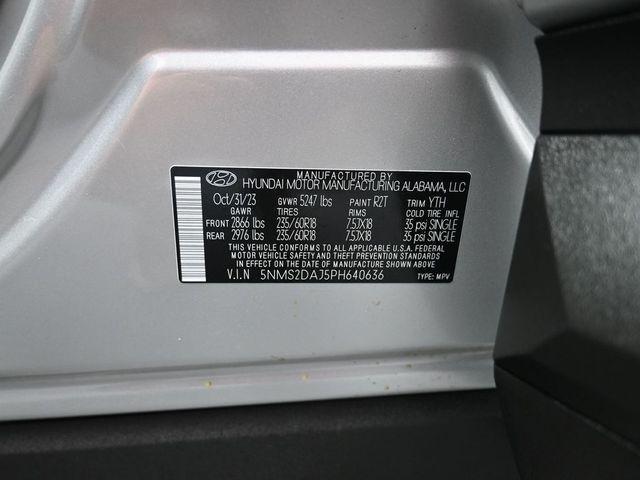 MANUFACTURED BY
HYUNDAI MOTOR MANUFACTURING ALABAMA, LLC
Oct/31/23 GVWR 5247 lbs PAINT R2T TRIM YTH
GAWR TIRES RIMS COLD TIRE INFL
FRONT 2866 lbs 235/60R18 7.5JX18 35 psi SINGLE
REAR 2976 lbs 235/60R18 7.5JX18 35 psi SINGLE
THIS VEHICLE CONFORMS TO ALL APPLICABLE U.S.A. FEDERAL
MOTOR VEHICLE SAFETY AND THEFT PREVENTION STANDARDS
IN EFFECT ON THE DATE OF MANUFACTURE SHOWN ABOVE.
V.I.N 5NMS2DAJ5PH640636 TYPE: MPV